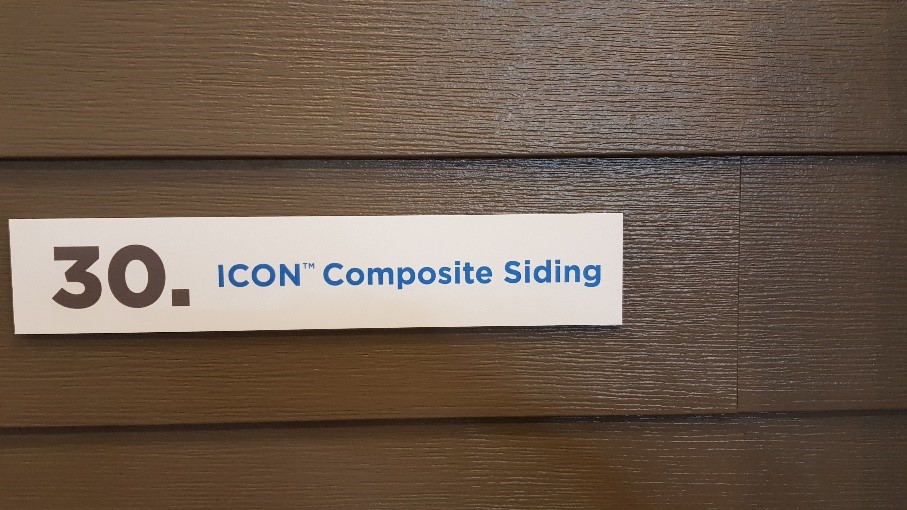 30. ICON™ Composite Siding